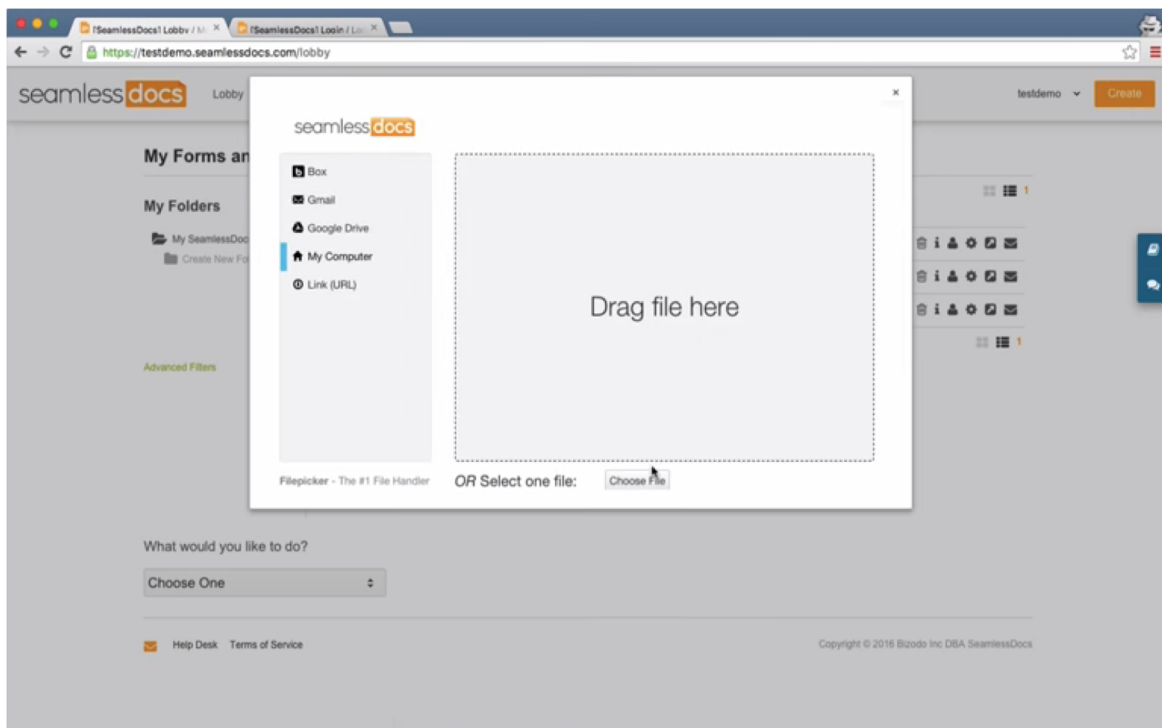 [SeamlessDocs] Lobby / M
[SeamlessDocs] Login / Lo
https://testdemo.seamlessdocs.com/lobby
seamlessdocs
Lobby
testdemo
Create
seamlessdocs
My Forms an
Box
Gmail
Google Drive
My Computer
Link (URL)
Drag file here
1
My Folders
My SeamlessDoc
Create New Fo
1
Advanced Filters
Filepicker - The #1 File Handler
OR Select one file:
Choose File
What would you like to do?
Choose One
Help Desk
Terms of Service
Copyright © 2016 Bizodo Inc DBA SeamlessDocs